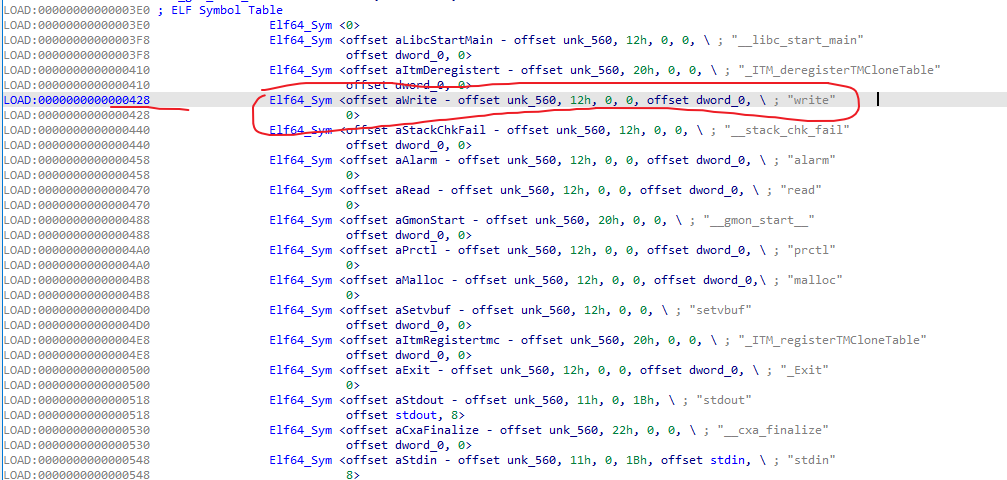 LOAD:00000000000003E0 ; ELF Symbol Table
LOAD:00000000000003E0 Elf64_Sym <0>
LOAD:00000000000003F8 Elf64_Sym <offset aLibcStartMain - offset unk_560, 12h, 0, 0, \ ; "__libc_start_main"
LOAD:00000000000003F8 offset dword_0, 0>
LOAD:0000000000000410 Elf64_Sym <offset aItmDeregistert - offset unk_560, 20h, 0, 0, \ ; "_ITM_deregisterTMCloneTable"
LOAD:0000000000000410 offset dword_0, 0>
LOAD:0000000000000428 Elf64_Sym <offset aWrite - offset unk_560, 12h, 0, 0, offset dword_0, \ ; "write"
LOAD:0000000000000428 0>
LOAD:0000000000000440 Elf64_Sym <offset aStackChkFail - offset unk_560, 12h, 0, 0, \ ; "__stack_chk_fail"
LOAD:0000000000000440 offset dword_0, 0>
LOAD:0000000000000458 Elf64_Sym <offset aAlarm - offset unk_560, 12h, 0, 0, offset dword_0, \ ; "alarm"
LOAD:0000000000000458 0>
LOAD:0000000000000470 Elf64_Sym <offset aRead - offset unk_560, 12h, 0, 0, offset dword_0, \ ; "read"
LOAD:0000000000000470 0>
LOAD:0000000000000488 Elf64_Sym <offset aGmonStart - offset unk_560, 20h, 0, 0, \ ; "__gmon_start__"
LOAD:0000000000000488 offset dword_0, 0>
LOAD:00000000000004A0 Elf64_Sym <offset aPrctl - offset unk_560, 12h, 0, 0, offset dword_0, \ ; "prctl"
LOAD:00000000000004A0 0>
LOAD:00000000000004B8 Elf64_Sym <offset aMalloc - offset unk_560, 12h, 0, 0, offset dword_0,\ ; "malloc"
LOAD:00000000000004B8 0>
LOAD:00000000000004D0 Elf64_Sym <offset aSetvbuf - offset unk_560, 12h, 0, 0, \ ; "setvbuf"
LOAD:00000000000004D0 offset dword_0, 0>
LOAD:00000000000004E8 Elf64_Sym <offset aItmRegistertmc - offset unk_560, 20h, 0, 0, \ ; "_ITM_registerTMCloneTable"
LOAD:00000000000004E8 offset dword_0, 0>
LOAD:0000000000000500 Elf64_Sym <offset aExit - offset unk_560, 12h, 0, 0, offset dword_0, \ ; "_Exit"
LOAD:0000000000000500 0>
LOAD:0000000000000518 Elf64_Sym <offset aStdout - offset unk_560, 11h, 0, 1Bh, \ ; "stdout"
LOAD:0000000000000518 offset stdout, 8>
LOAD:0000000000000530 Elf64_Sym <offset aCxaFinalize - offset unk_560, 22h, 0, 0, \ ; "__cxa_finalize"
LOAD:0000000000000530 offset dword_0, 0>
LOAD:0000000000000548 Elf64_Sym <offset aStdin - offset unk_560, 11h, 0, 1Bh, offset stdin, \ ; "stdin"
LOAD:0000000000000548 8>